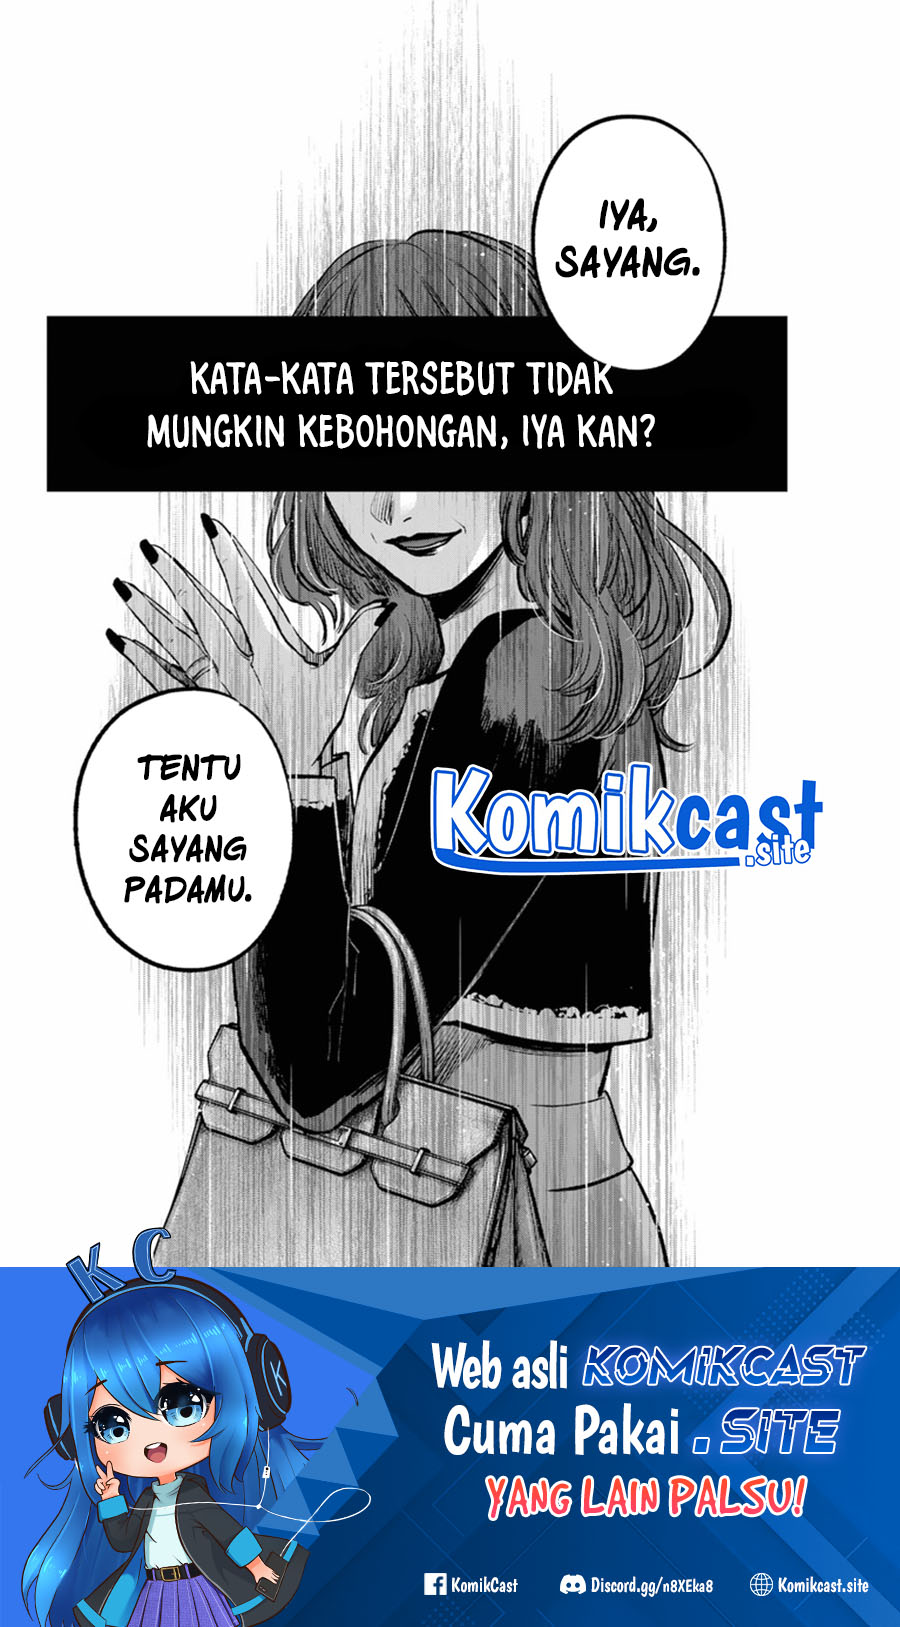 IYA,
SAYANG.
KATA-KATA TERSEBUT TIDAK
MUNGKIN KEBOHONGAN, IYA KAN?
TENTU
AKU
SAYANG
PADAMU.
Komikcast
.site
KC
K
Web asli KOMIKCAST
Cuma Pakai .SITE
YANG LAIN PALSU!
KomikCast
Discord.gg/n8XEka8
Komikcast.site